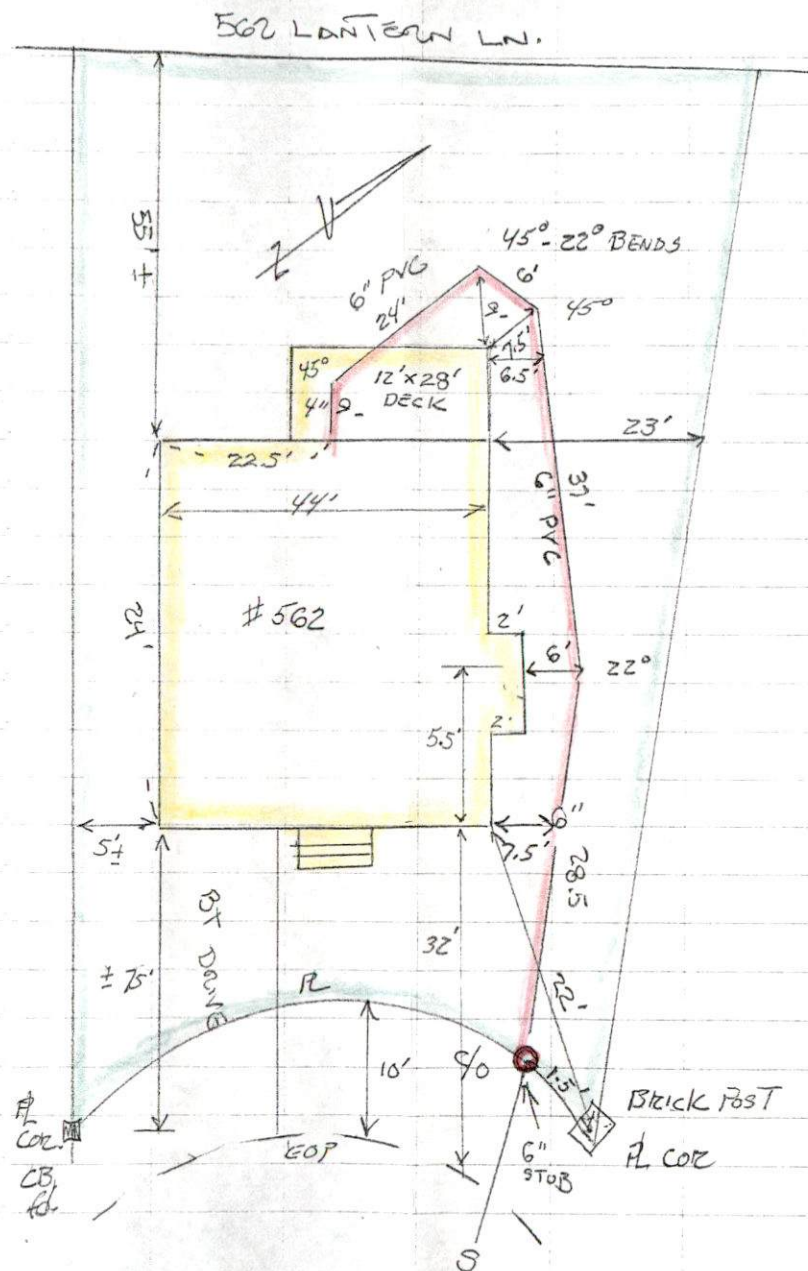 562 LANTERN LN.
55' ±
N
45° - 22° BENDS
6" PVC
24'
6'
45°
9-
7.5'
6.5'
45°
12' x 28'
DECK
4"
9-
22.5'
23'
44'
37'
6" PVC
24'
# 562
2'
6'
22°
2'
5.5'
5'±
7.5'
6"
28.5
± 75'
BT DRIVE
32'
22'
PL
10'
C/O
1.5'
BRICK POST
PL COR
PL
COR.
CB
fd.
EOP
6"
STUB
S